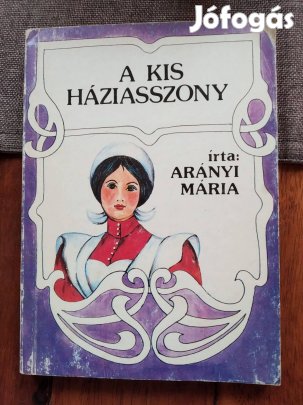 Jófogás
A KIS
HÁZIASSZONY
írta:
ARÁNYI
MÁRIA